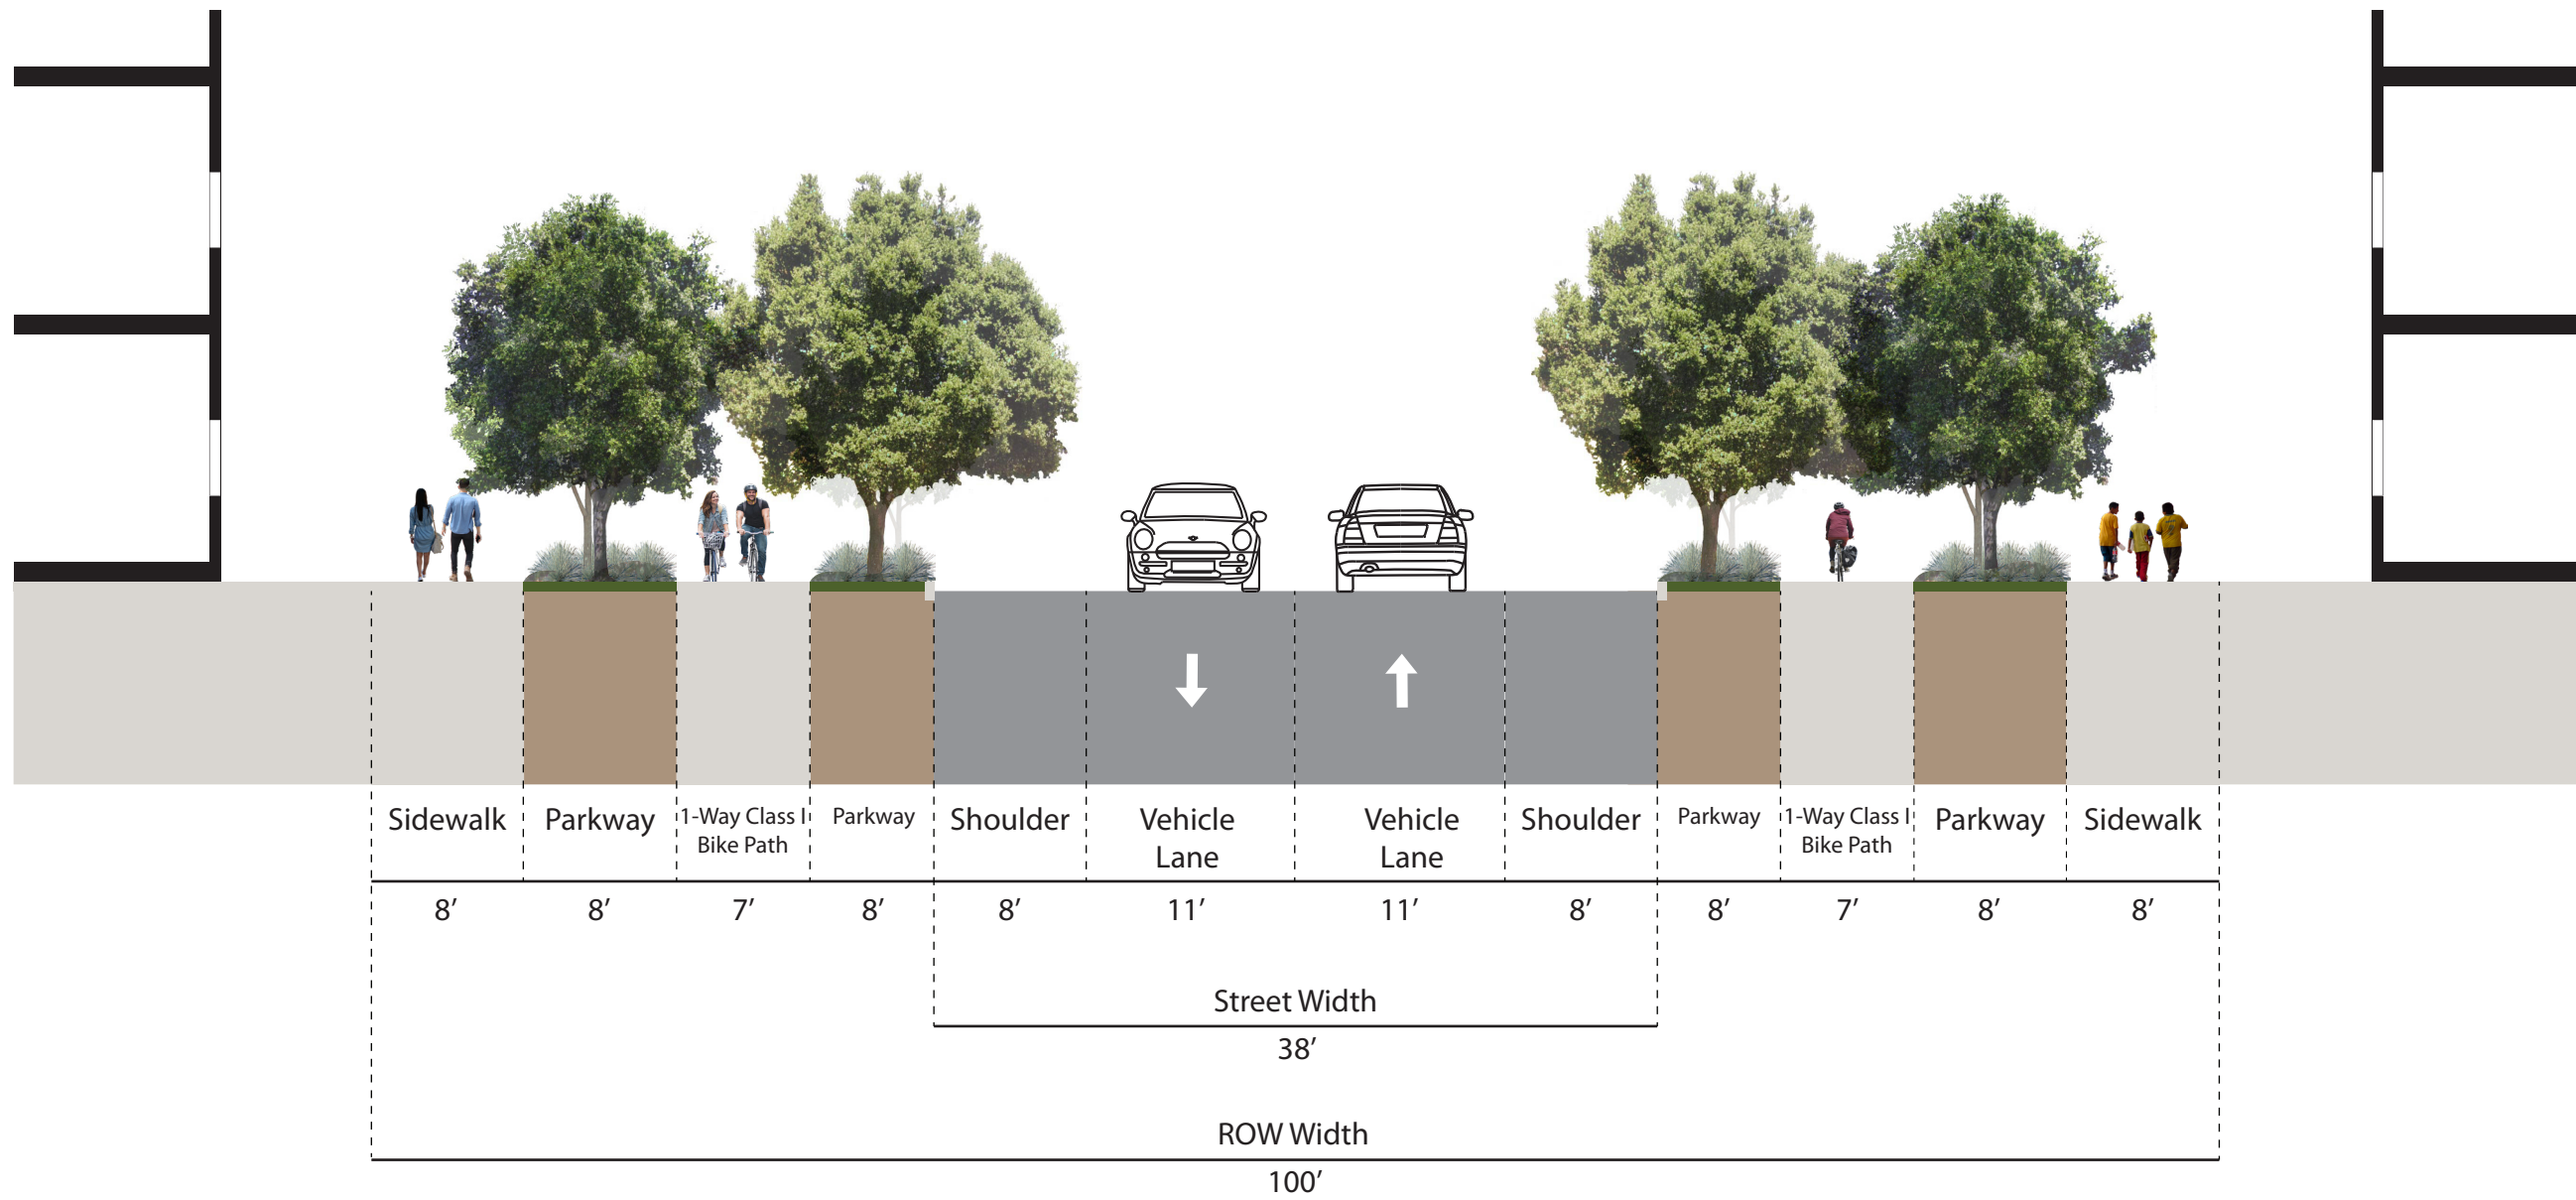 Sidewalk
Parkway
1-Way Class I
Bike Path
Parkway
Shoulder
Vehicle
Lane
Vehicle
Lane
Shoulder
Parkway
1-Way Class I
Bike Path
Parkway
Sidewalk
8’
8’
7’
8’
8’
11’
11’
8’
8’
7’
8’
8’
Street Width
38’
ROW Width
100’